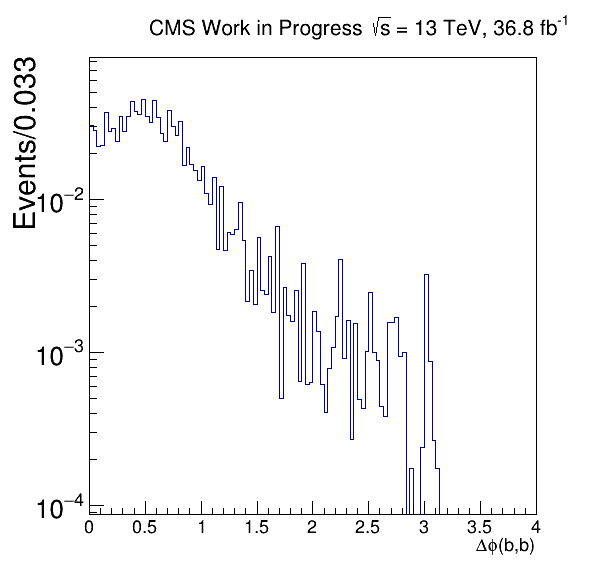 CMS Work in Progress √s = 13 TeV, 36.8 fb⁻¹
Events/0.033
10⁻²
10⁻³
10⁻⁴
0 0.5 1 1.5 2 2.5 3 3.5 4
Δϕ(b,b)